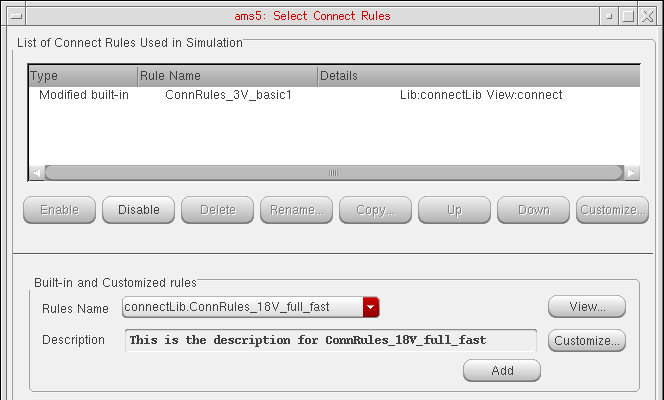 ams5: Select Connect Rules
List of Connect Rules Used in Simulation
Type Rule Name Details
Modified built-in ConnRules_3V_basic1 Lib:connectLib View:connect
Enable Disable Delete Rename... Copy... Up Down Customize...
Built-in and Customized rules
Rules Name connectLib.ConnRules_18V_full_fast View...
Description This is the description for ConnRules_18V_full_fast Customize...
Add